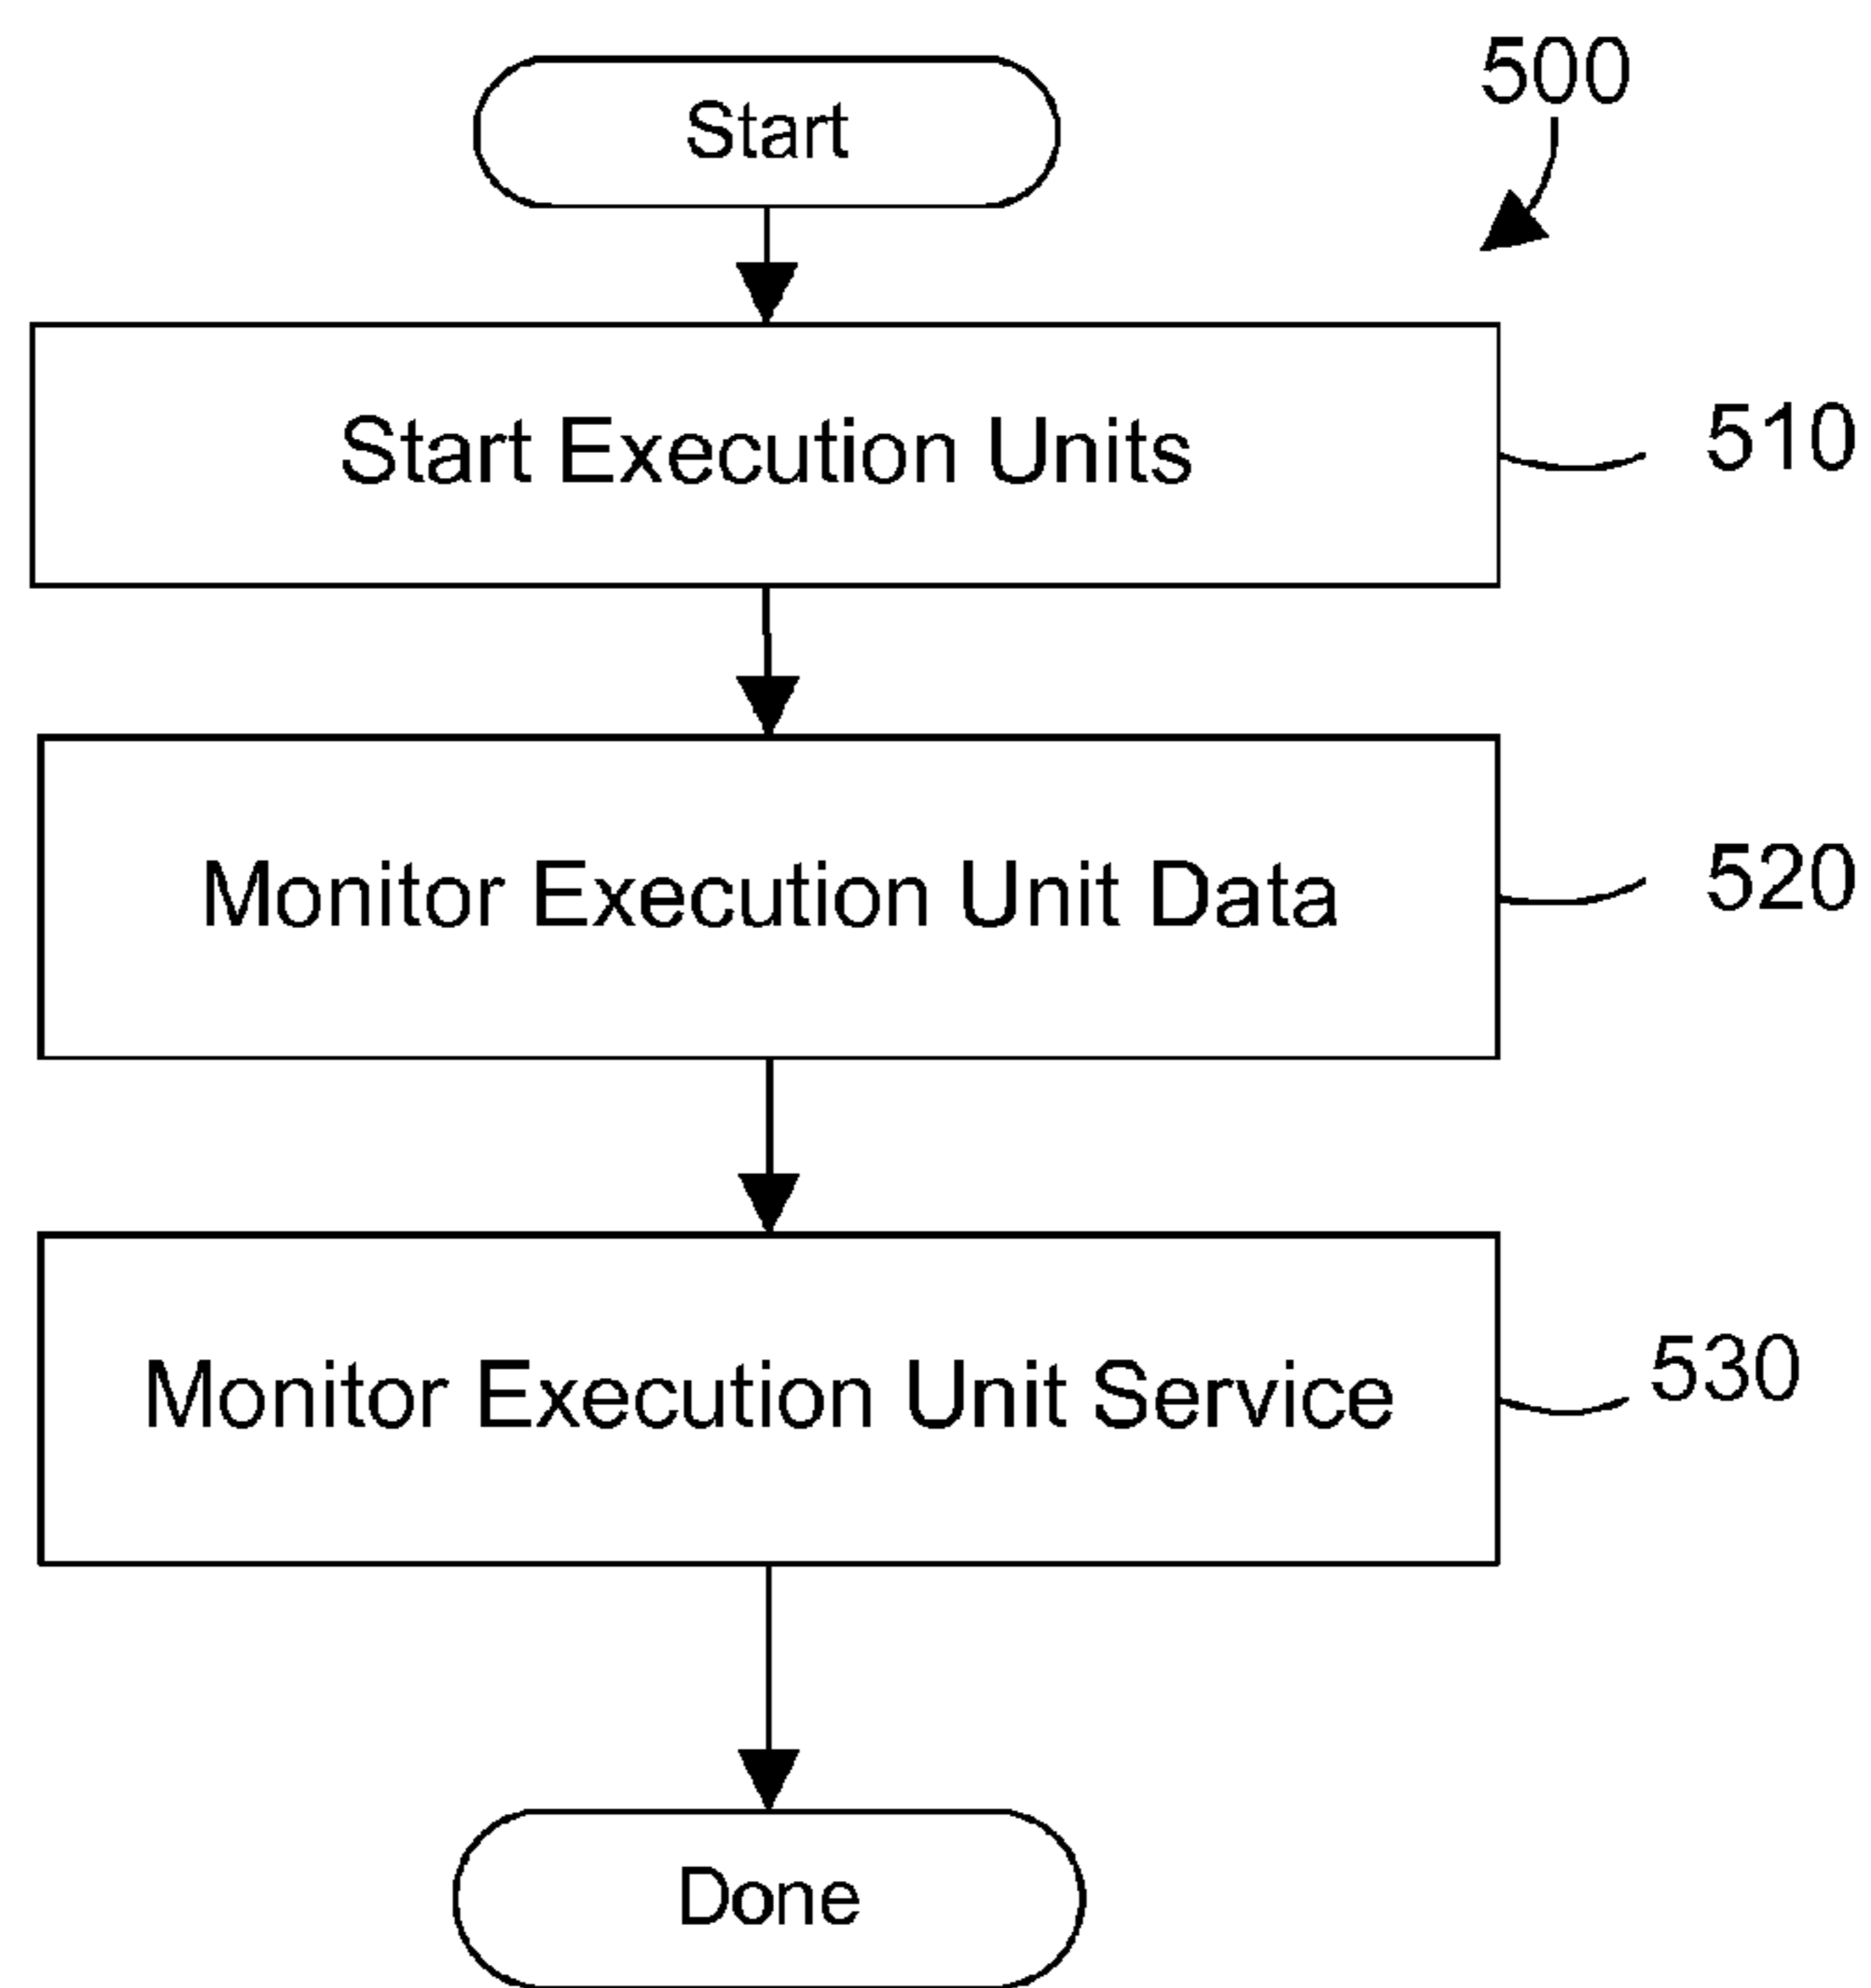 Start
500
Start Execution Units
510
Monitor Execution Unit Data
520
Monitor Execution Unit Service
530
Done